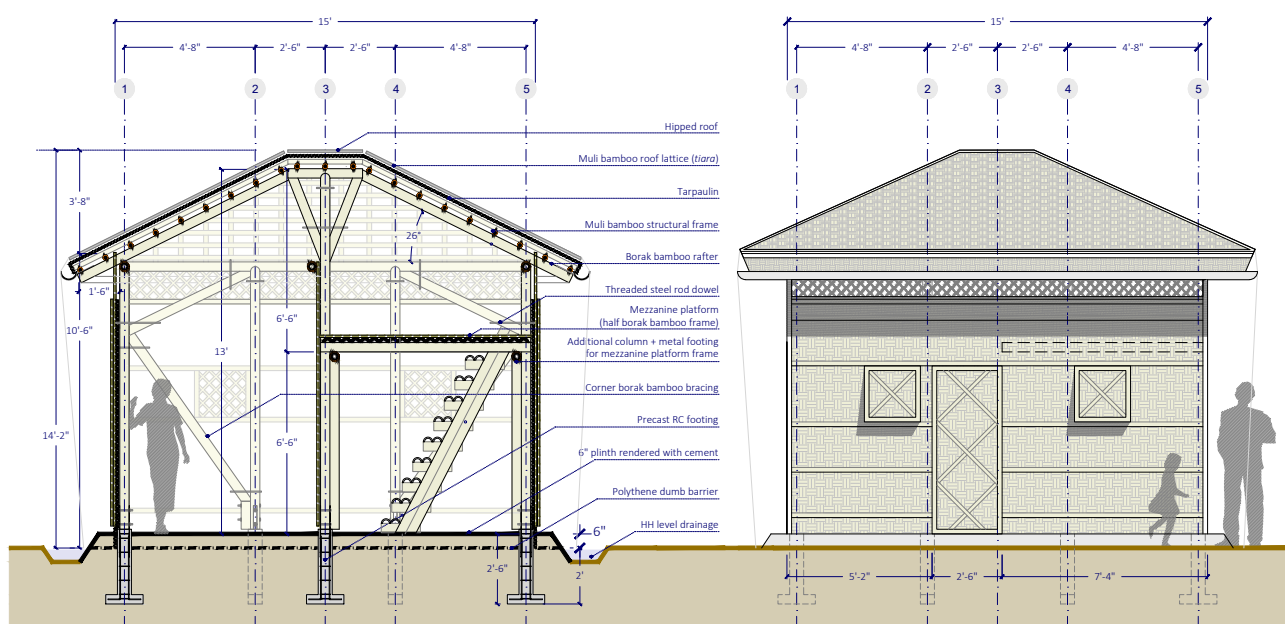 15'
4'-8"
2'-6"
2'-6"
4'-8"
1
2
3
4
5
Hipped roof
Muli bamboo roof lattice (tiara)
Tarpaulin
Muli bamboo structural frame
Borak bamboo rafter
Threaded steel rod dowel
Mezzanine platform
(half borak bamboo frame)
Additional column + metal footing
for mezzanine platform frame
Corner borak bamboo bracing
Precast RC footing
6" plinth rendered with cement
Polythene dumb barrier
HH level drainage
3'-8"
26"
1'-6"
10'-6"
6'-6"
13'
14'-2"
6'-6"
6"
2'-6"
2'
15'
4'-8"
2'-6"
2'-6"
4'-8"
1
2
3
4
5
5'-2"
2'-6"
7'-4"